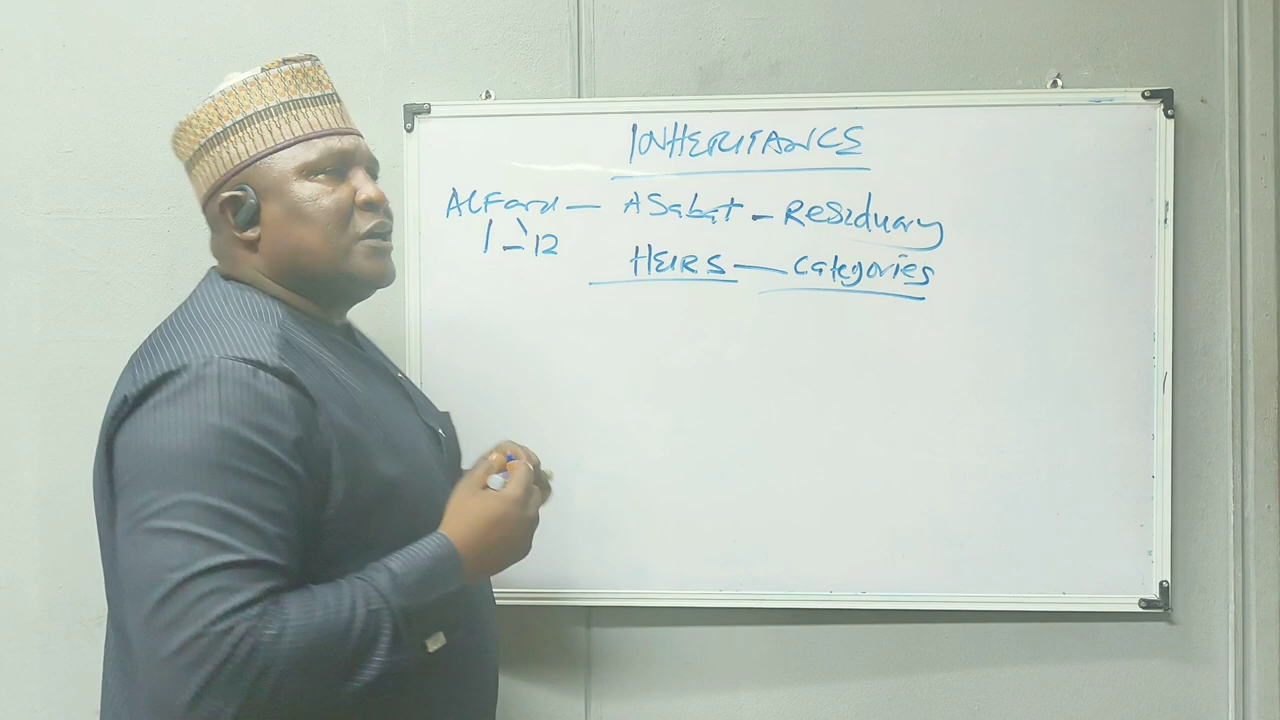 INHERITANCE
ALFard — ASabat - Residuary
1 - 12
HEIRS — Categories